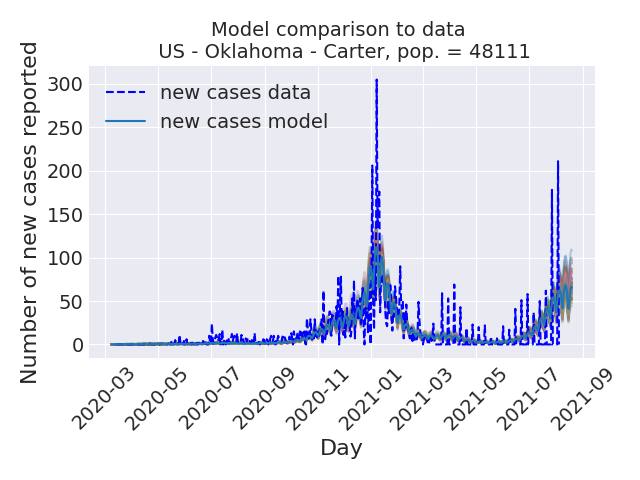 Model comparison to data
US - Oklahoma - Carter, pop. = 48111
Number of new cases reported
300
250
200
150
100
50
0
new cases data
new cases model
2020-03
2020-05
2020-07
2020-09
2020-11
2021-01
2021-03
2021-05
2021-07
2021-09
Day